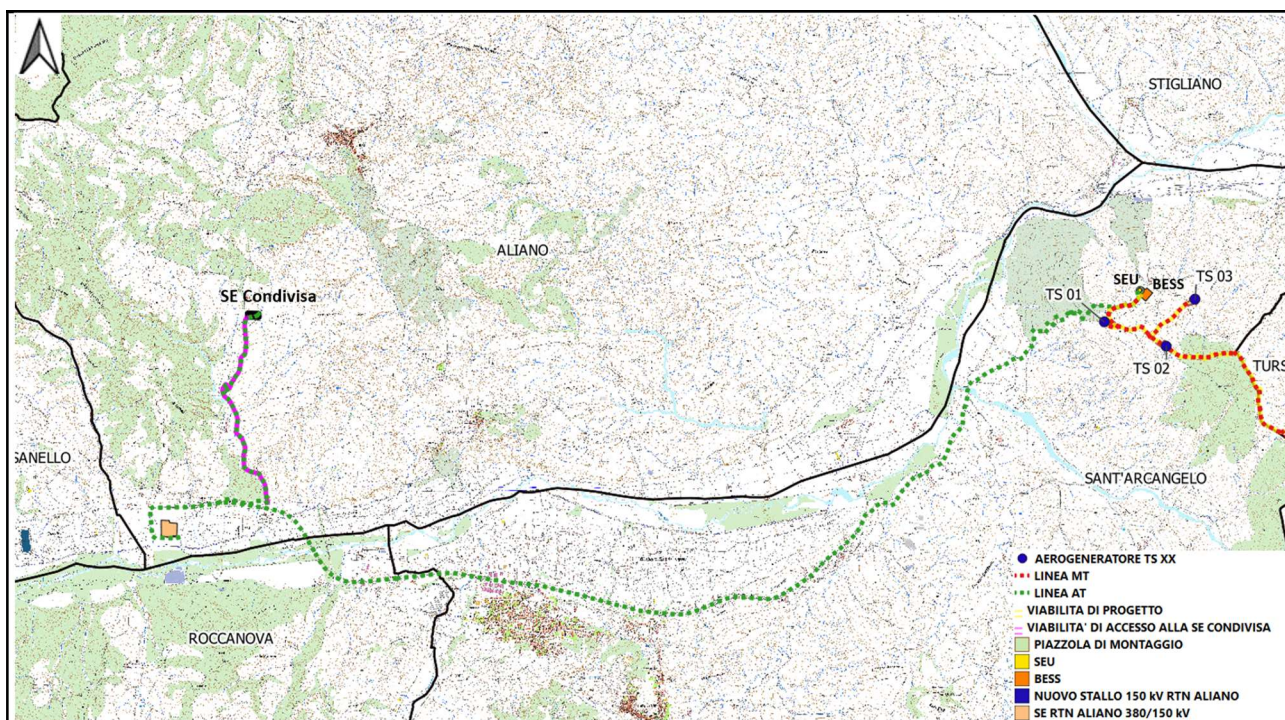 STIGLIANO
ALIANO
SE Condivisa
SEU
BESS
TS 03
TS 01
TS 02
TURS
SANELLO
SANT'ARCANGELO
ROCCANOVA
AEROGENERATORE TS XX
LINEA MT
LINEA AT
VIABILITA DI PROGETTO
VIABILITA' DI ACCESSO ALLA SE CONDIVISA
PIAZZOLA DI MONTAGGIO
SEU
BESS
NUOVO STALLO 150 kV RTN ALIANO
SE RTN ALIANO 380/150 kV